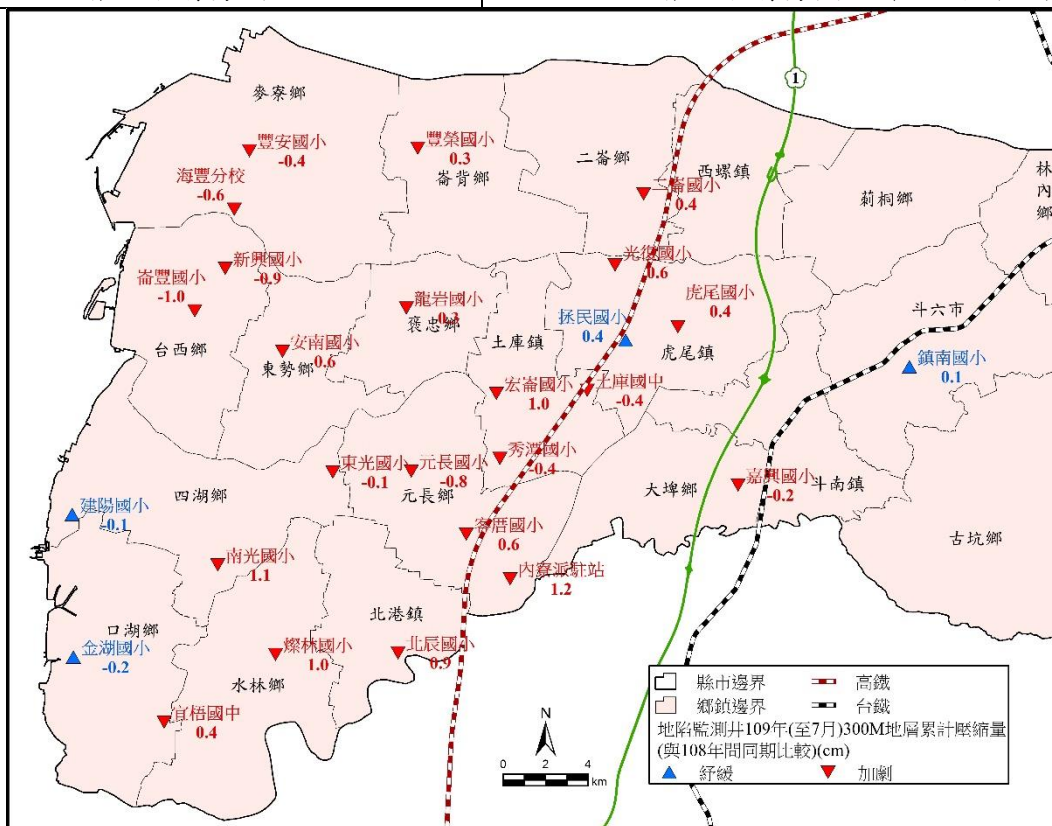 麥寮鄉
豐安國小
-0.4
豐榮國小
0.3
崙背鄉
二崙鄉
西螺鎮
1
林內鄉
莿桐鄉
海豐分校
-0.6
崙國小
0.4
新興國小
-0.9
崙豐國小
-1.0
光復國小
0.6
龍岩國小
褒忠鄉
拯民國小
0.4
虎尾國小
0.4
土庫鎮
虎尾鎮
斗六市
鎮南國小
0.1
台西鄉
安南國小
0.6
東勢鄉
宏崙國小
1.0
土庫國中
-0.4
東光國小
-0.1
元長國小
-0.8
元長鄉
秀潭國小
-0.4
大埤鄉
嘉興國小
-0.2
斗南鎮
古坑鄉
四湖鄉
建陽國小
-0.1
客厝國小
0.6
內寮派駐站
1.2
南光國小
1.1
北港鎮
口湖鄉
金湖國小
-0.2
燦林國小
1.0
北辰國小
0.9
水林鄉
宜梧國中
0.4
N
0 2 4
km
縣市邊界
高鐵
鄉鎮邊界
台鐵
地陷監測井109年(至7月)300M地層累計壓縮量
(與108年間同期比較)(cm)
紓緩
加劇